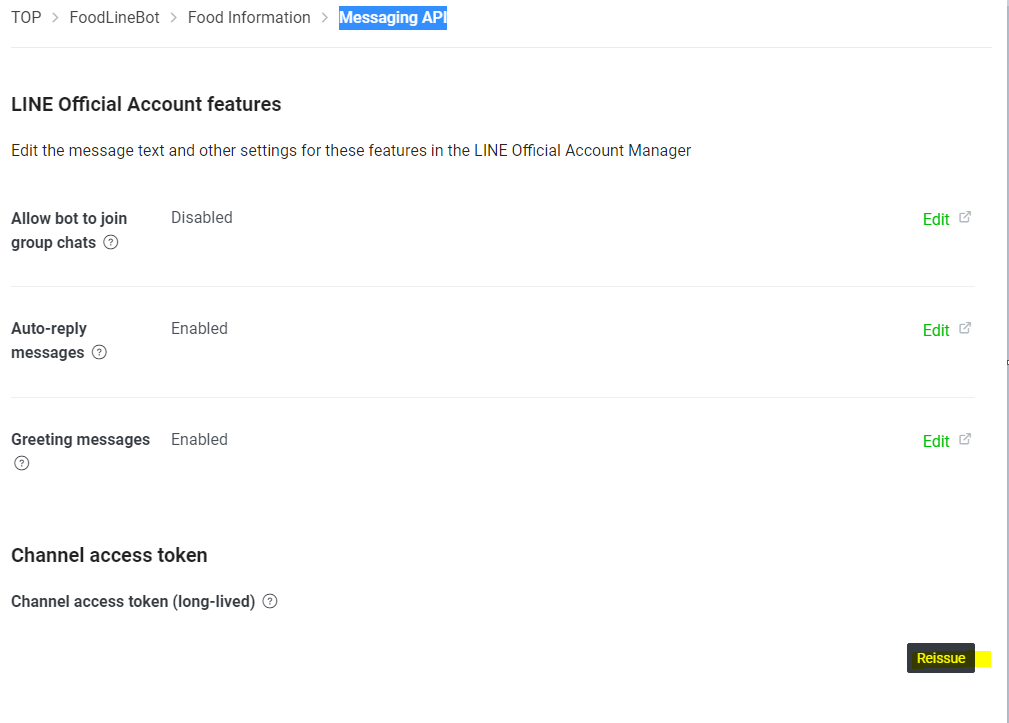 TOP > FoodLineBot > Food Information > Messaging API
LINE Official Account features
Edit the message text and other settings for these features in the LINE Official Account Manager
Allow bot to join
group chats ?
Disabled
Edit
Auto-reply
messages ?
Enabled
Edit
Greeting messages
?
Enabled
Edit
Channel access token
Channel access token (long-lived) ?
Reissue